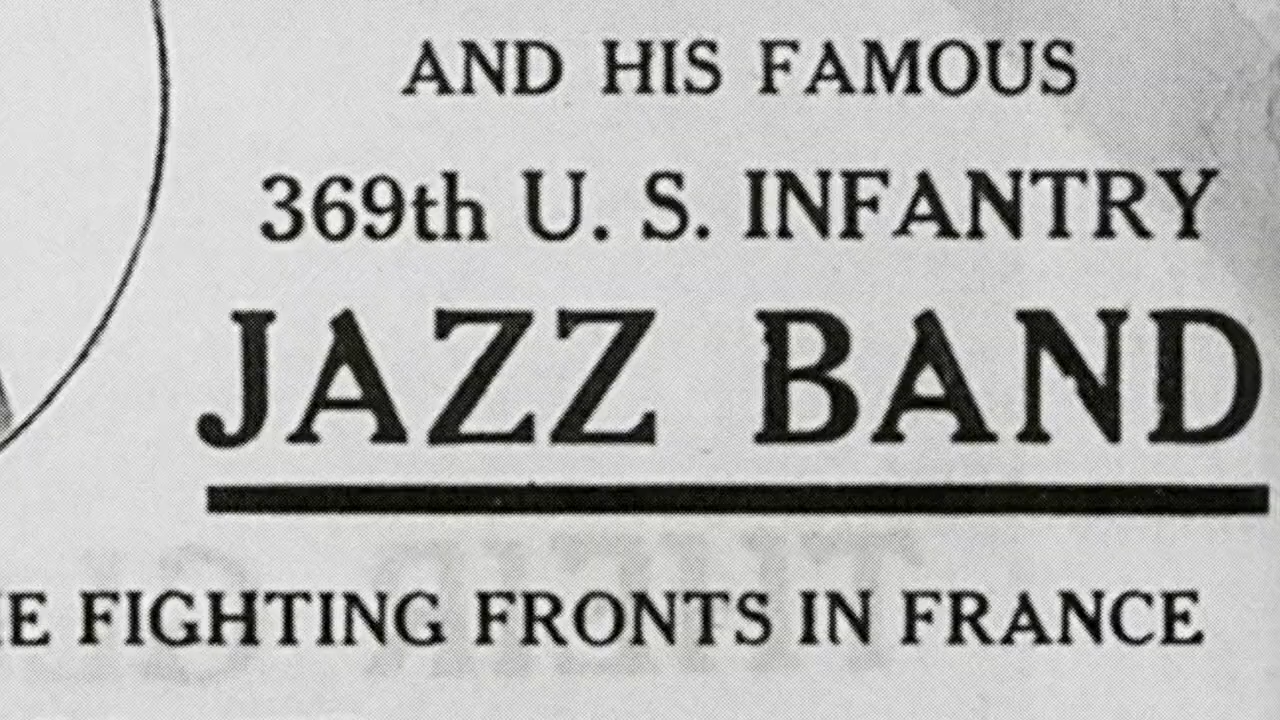 AND HIS FAMOUS
369th U. S. INFANTRY
JAZZ BAND
FIGHTING FRONTS IN FRANCE